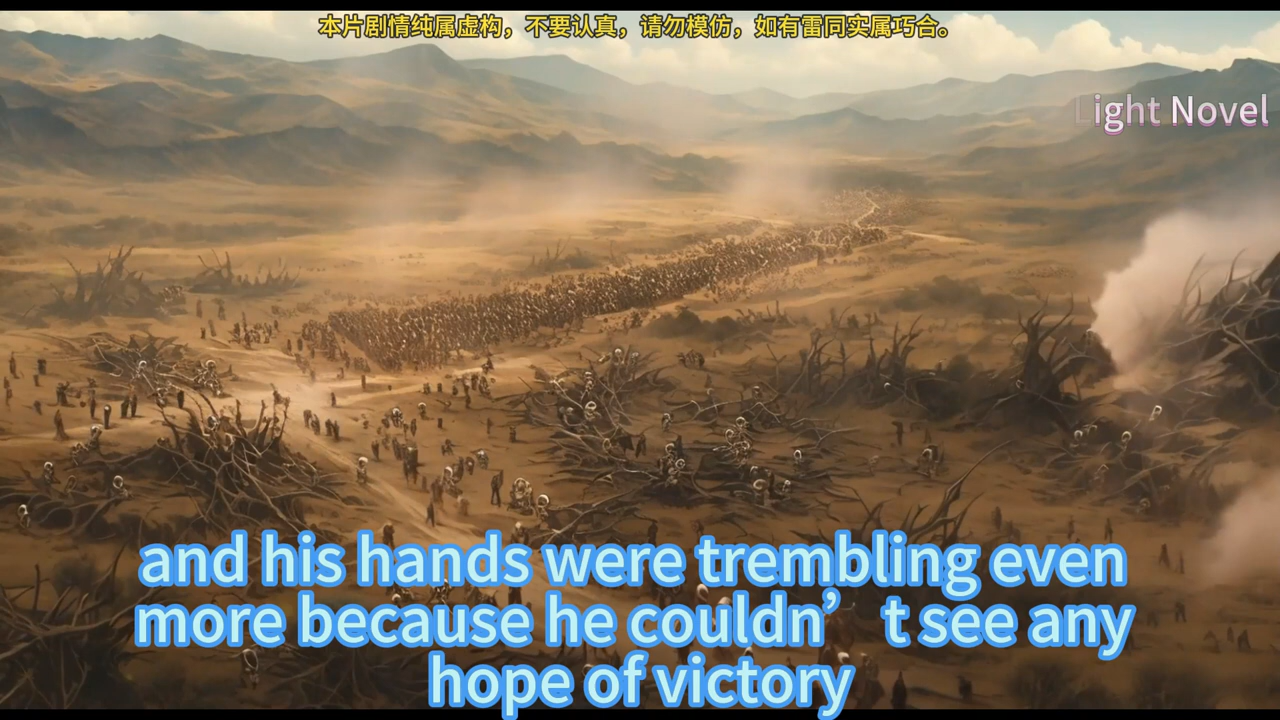 本片剧情纯属虚构，不要认真，请勿模仿，如有雷同实属巧合。
Light Novel
and his hands were trembling even
more because he couldn’t see any
hope of victory